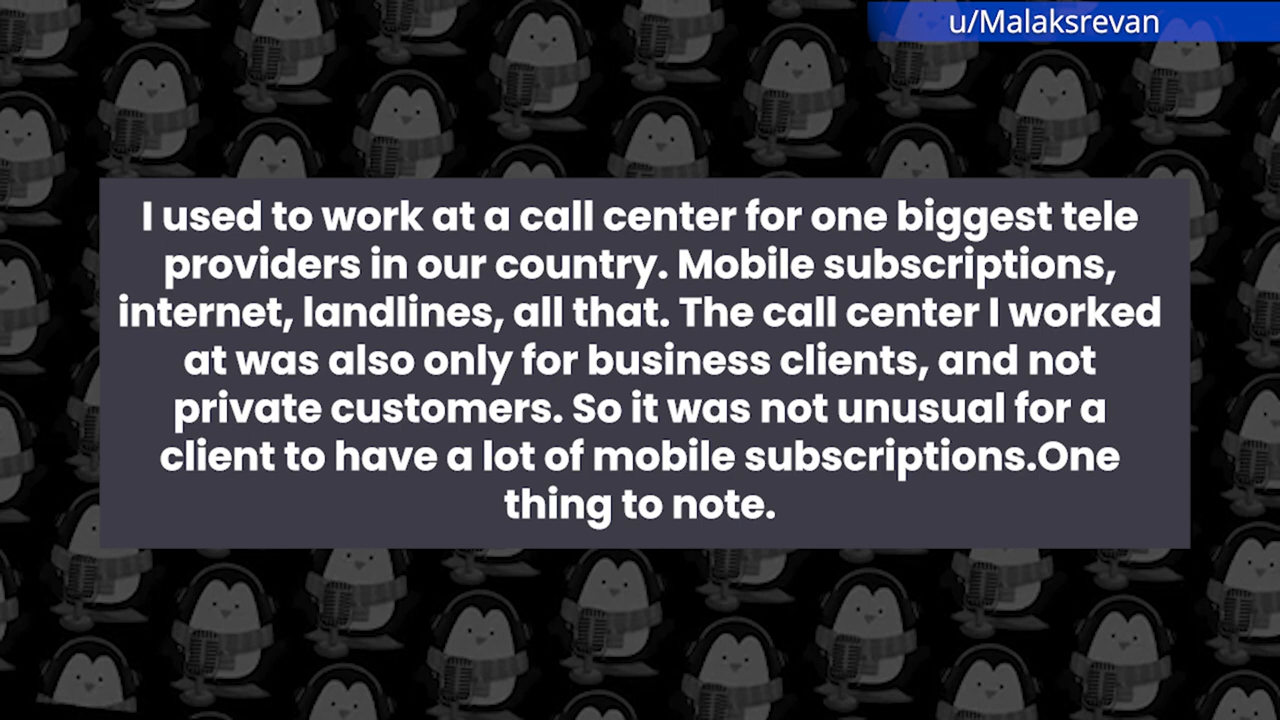 u/Malaksrevan
I used to work at a call center for one biggest tele
providers in our country. Mobile subscriptions,
internet, landlines, all that. The call center I worked
at was also only for business clients, and not
private customers. So it was not unusual for a
client to have a lot of mobile subscriptions.One
thing to note.